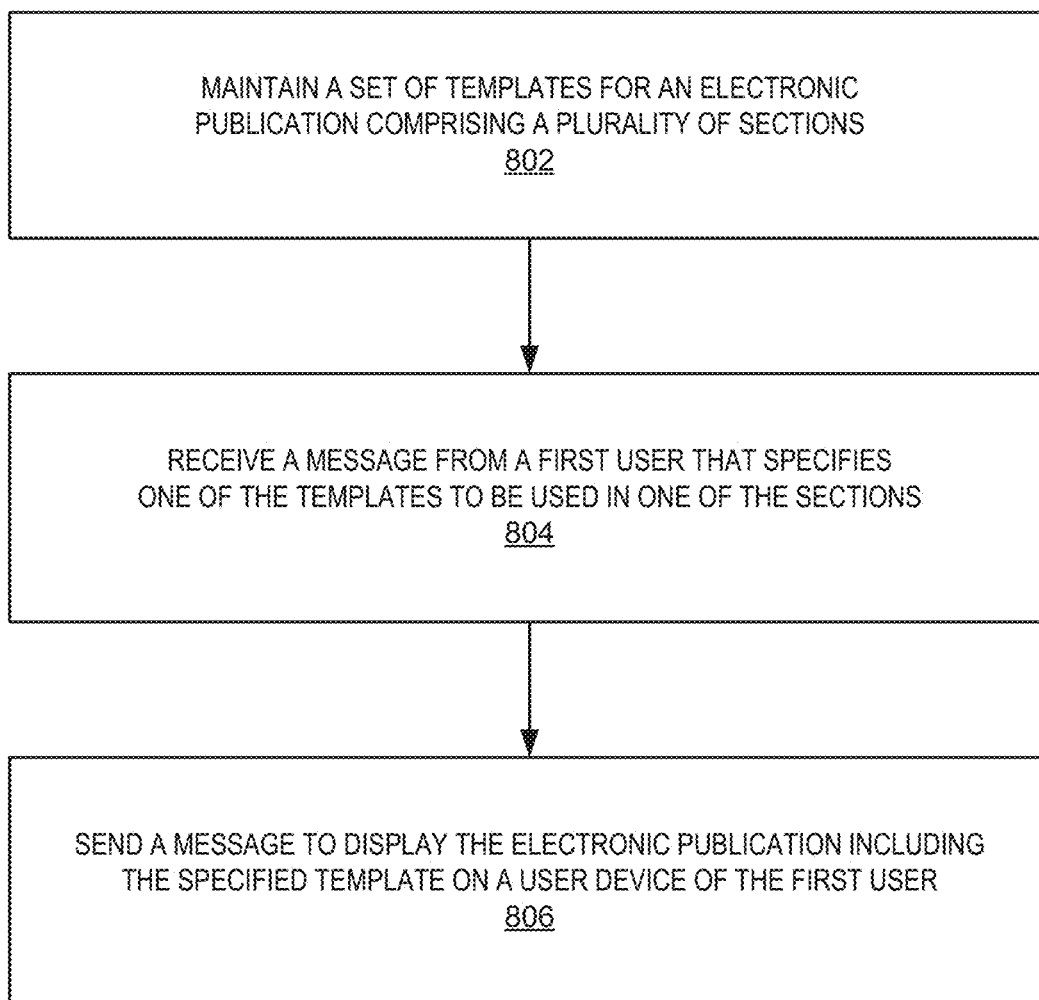 MAINTAIN A SET OF TEMPLATES FOR AN ELECTRONIC
PUBLICATION COMPRISING A PLURALITY OF SECTIONS
802
RECEIVE A MESSAGE FROM A FIRST USER THAT SPECIFIES
ONE OF THE TEMPLATES TO BE USED IN ONE OF THE SECTIONS
804
SEND A MESSAGE TO DISPLAY THE ELECTRONIC PUBLICATION INCLUDING
THE SPECIFIED TEMPLATE ON A USER DEVICE OF THE FIRST USER
806